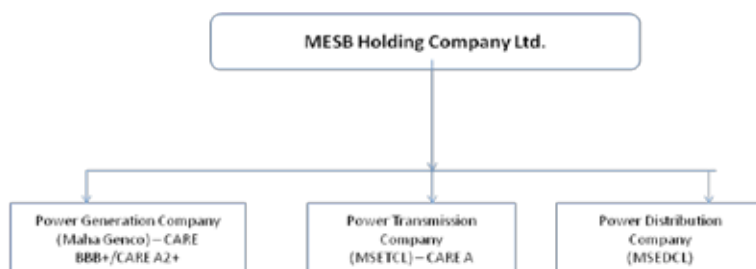 MESB Holding Company Ltd.
Power Generation Company
(Maha Genco) – CARE
BBB+/CARE A2+
Power Transmission
Company
(MSETCL) – CARE A
Power Distribution
Company
(MSEDCL)